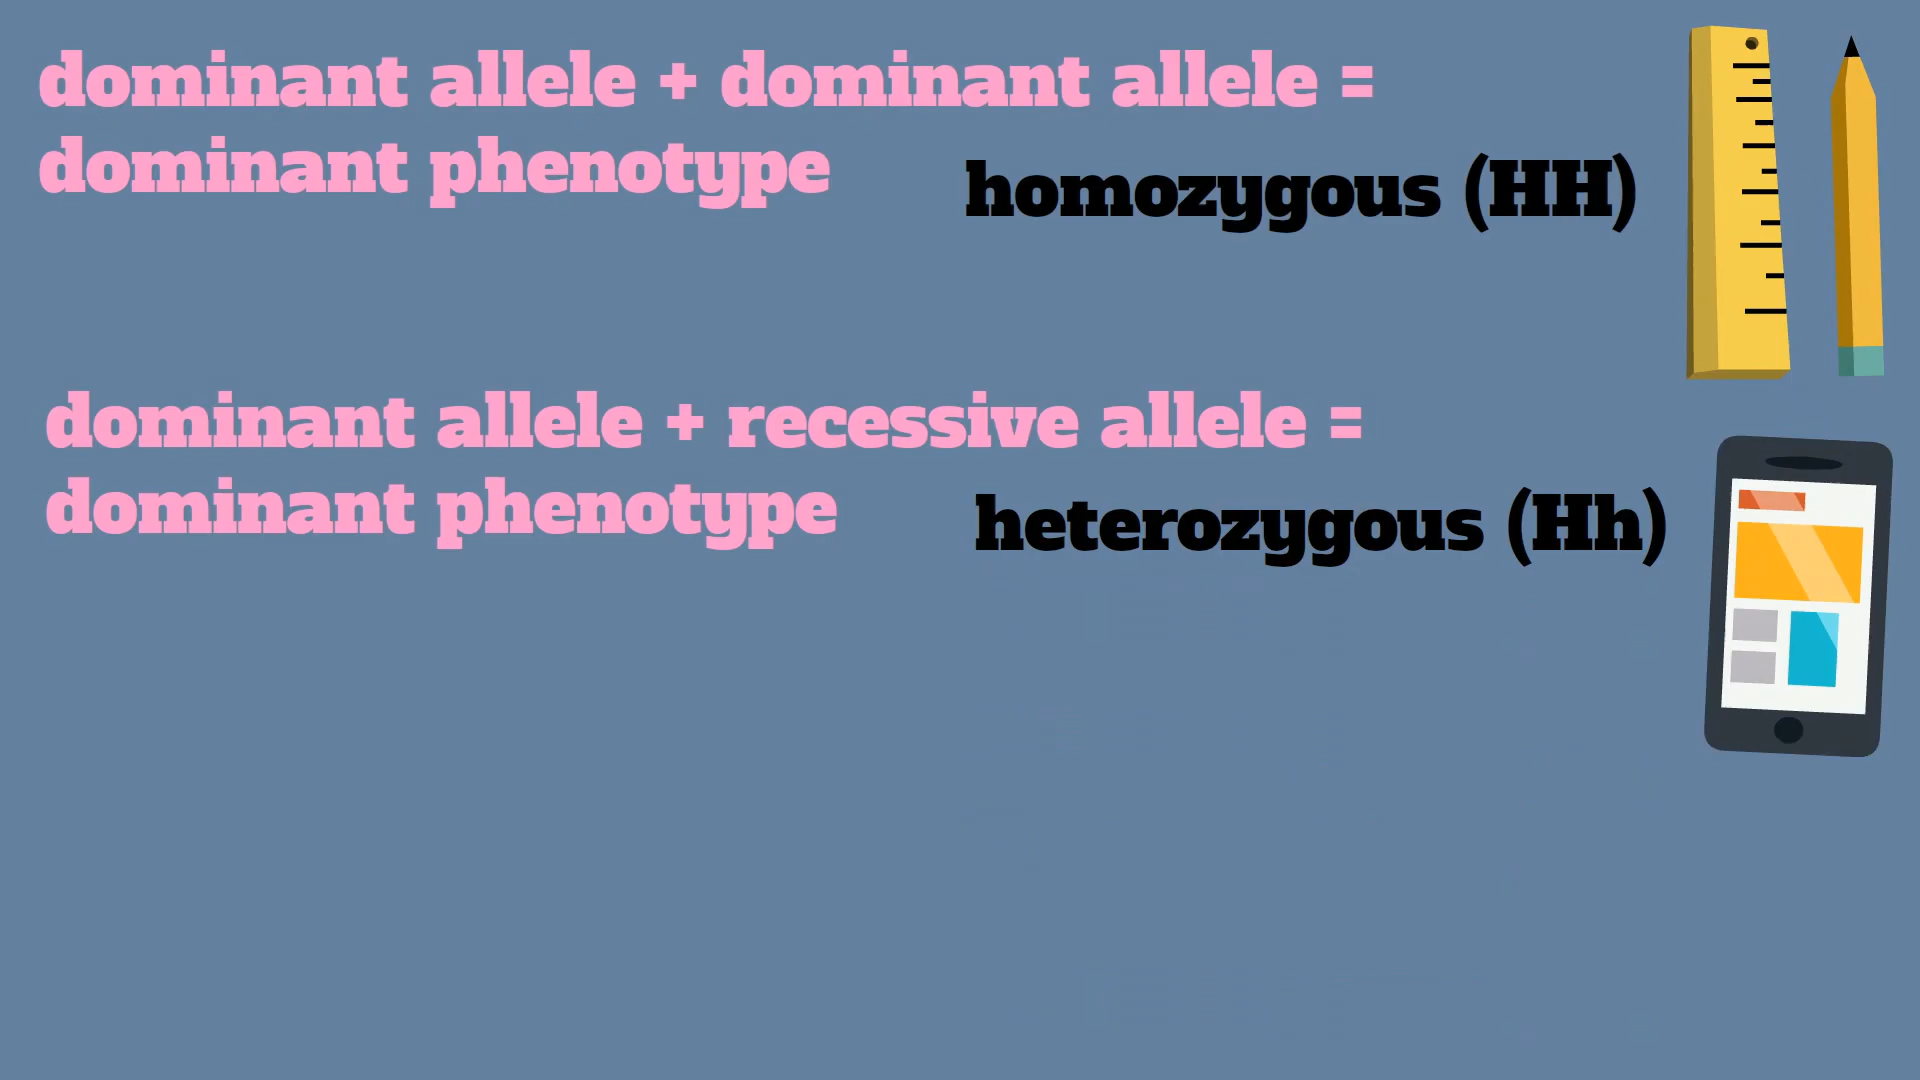 dominant allele + dominant allele =
dominant phenotype
homozygous (HH)
dominant allele + recessive allele =
dominant phenotype
heterozygous (Hh)